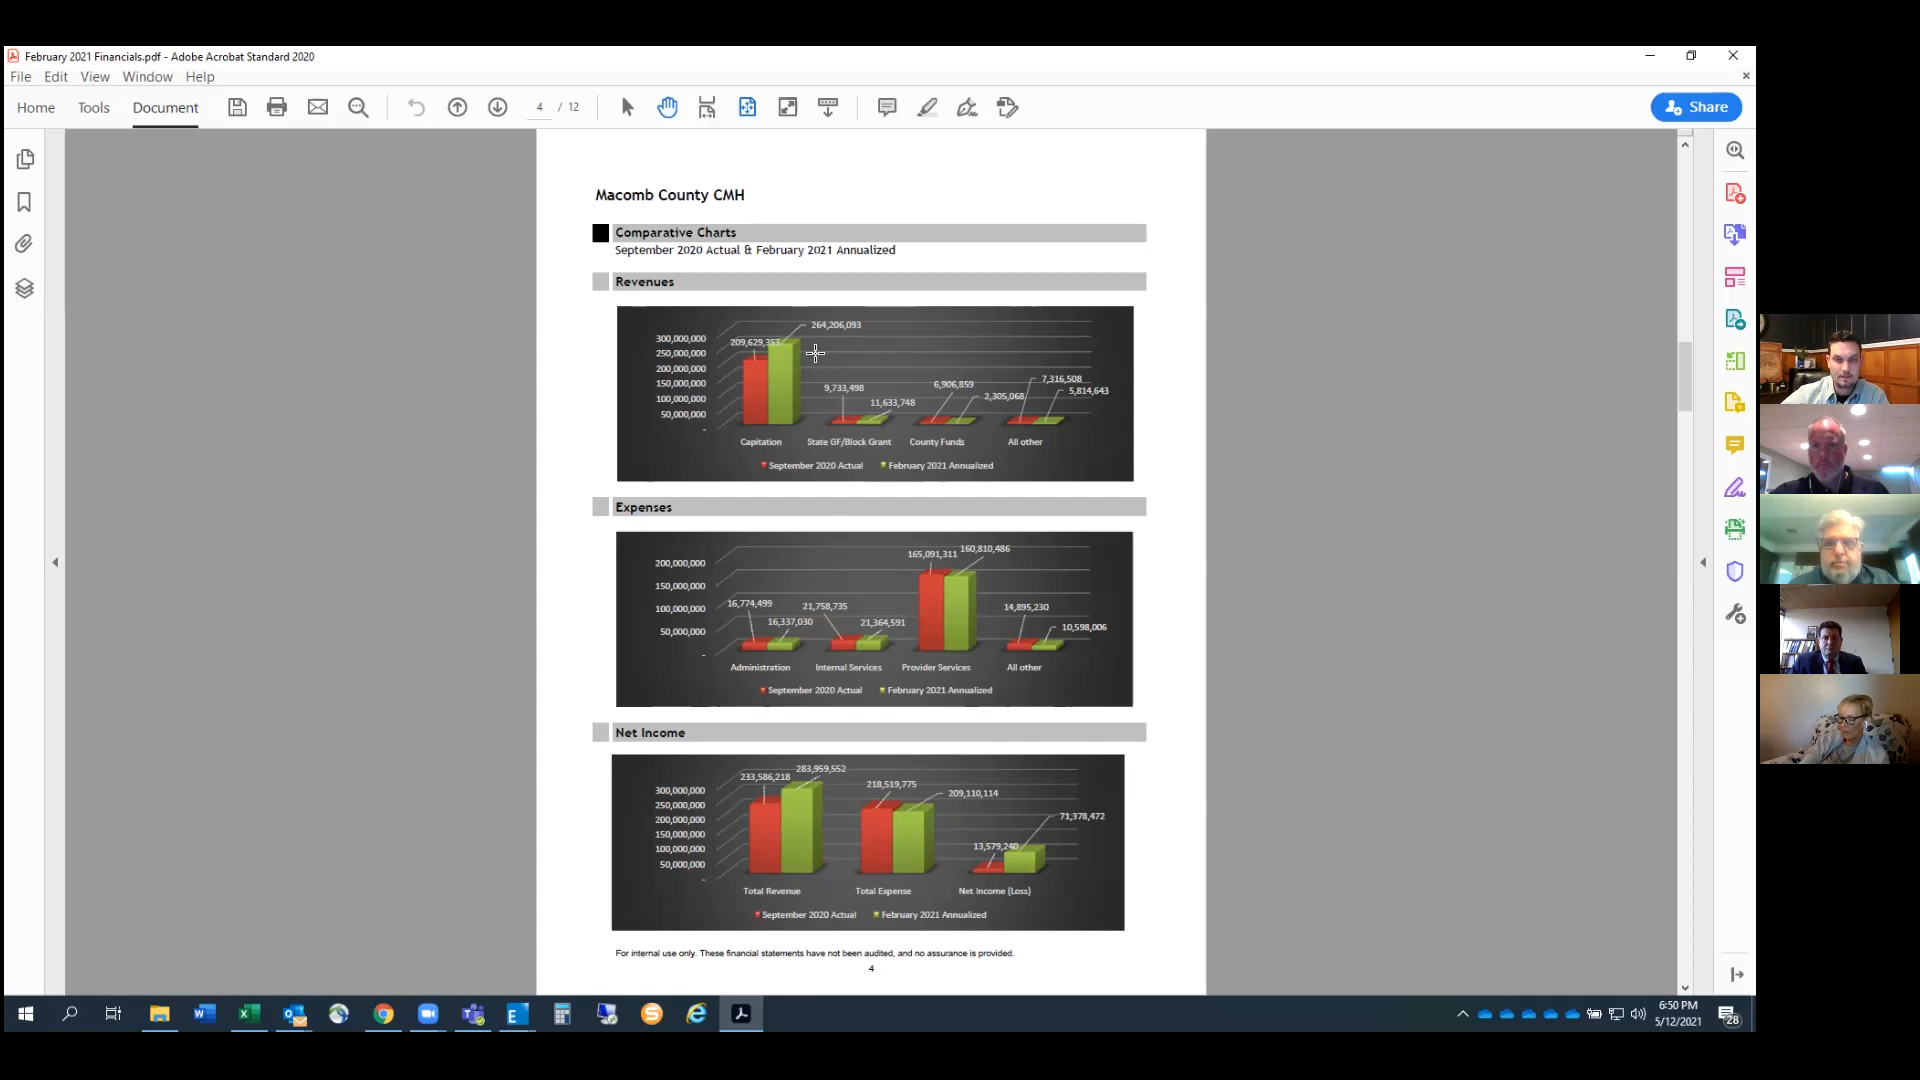 February 2021 Financials.pdf - Adobe Acrobat Standard 2020
File Edit View Window Help
Home Tools Document 4 / 12 Share
Macomb County CMH
Comparative Charts
September 2020 Actual & February 2021 Annualized
Revenues
264,206,093
300,000,000
209,629,353
250,000,000
200,000,000
150,000,000
100,000,000
50,000,000
-
9,733,498
11,633,748
6,906,859
2,305,068
7,316,508
5,814,643
Capitation State GF/Block Grant County Funds All other
September 2020 Actual February 2021 Annualized
Expenses
200,000,000
150,000,000
100,000,000
50,000,000
-
16,774,499
16,337,030
21,758,735
21,364,591
165,091,311
160,810,486
14,895,230
10,598,006
Administration Internal Services Provider Services All other
September 2020 Actual February 2021 Annualized
Net Income
300,000,000
250,000,000
200,000,000
150,000,000
100,000,000
50,000,000
-
233,586,218
283,959,552
218,519,775
209,110,114
13,579,240
71,378,472
Total Revenue Total Expense Net Income (Loss)
September 2020 Actual February 2021 Annualized
For internal use only. These financial statements have not been audited, and no assurance is provided.
4
6:50 PM
5/12/2021
28